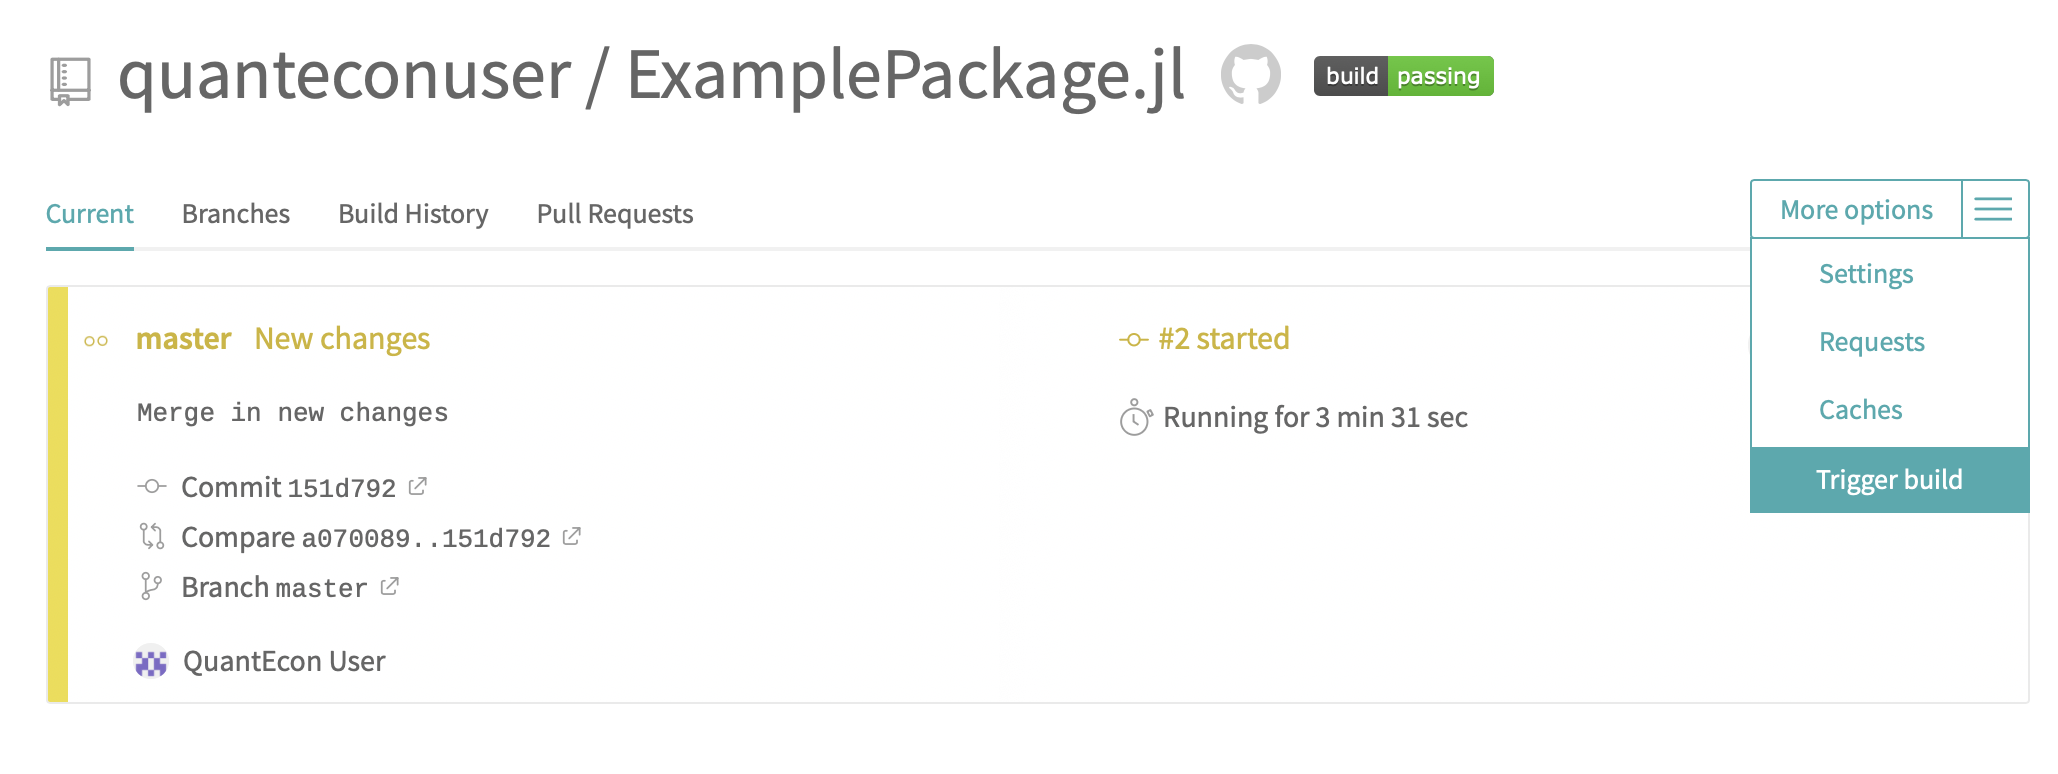 quanteconuser / ExamplePackage.jl build passing
Current Branches Build History Pull Requests More options
Settings
Requests
Caches
Trigger build
master New changes
Merge in new changes
Commit 151d792
Compare a070089..151d792
Branch master
QuantEcon User
#2 started
Running for 3 min 31 sec